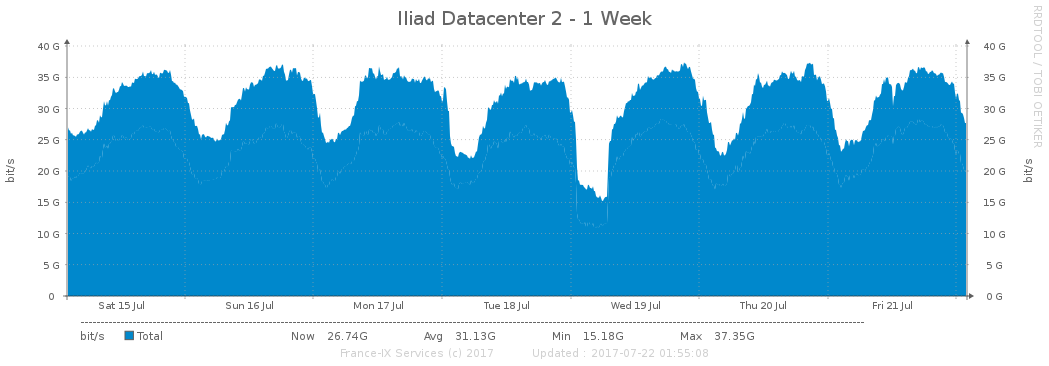 Iliad Datacenter 2 - 1 Week
RRDTOOL / TOBI OETIKER
bit/s
40 G 40 G
35 G 35 G
30 G 30 G
25 G 25 G
20 G 20 G
15 G 15 G
10 G 10 G
5 G 5 G
0 0 G
bit/s
Sat 15 Jul Sun 16 Jul Mon 17 Jul Tue 18 Jul Wed 19 Jul Thu 20 Jul Fri 21 Jul
bit/s Total Now 26.74G Avg 31.13G Min 15.18G Max 37.35G
France-IX Services (c) 2017 Updated : 2017-07-22 01:55:08